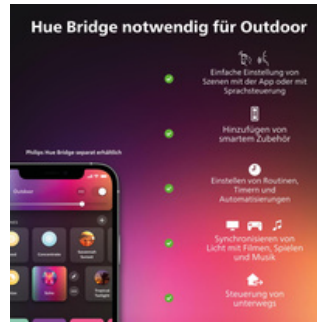 Hue Bridge notwendig für Outdoor
Einfache Einstellung von
Szenen mit der App oder mit
Sprachsteuerung
Hinzufügen von
smartem Zubehör
Philips Hue Bridge separat erhältlich
Einstellen von Routinen,
Timern und
Automatisierungen
Outdoor
Synchronisieren von
Licht mit Filmen, Spielen
und Musik
Steuerung von
unterwegs